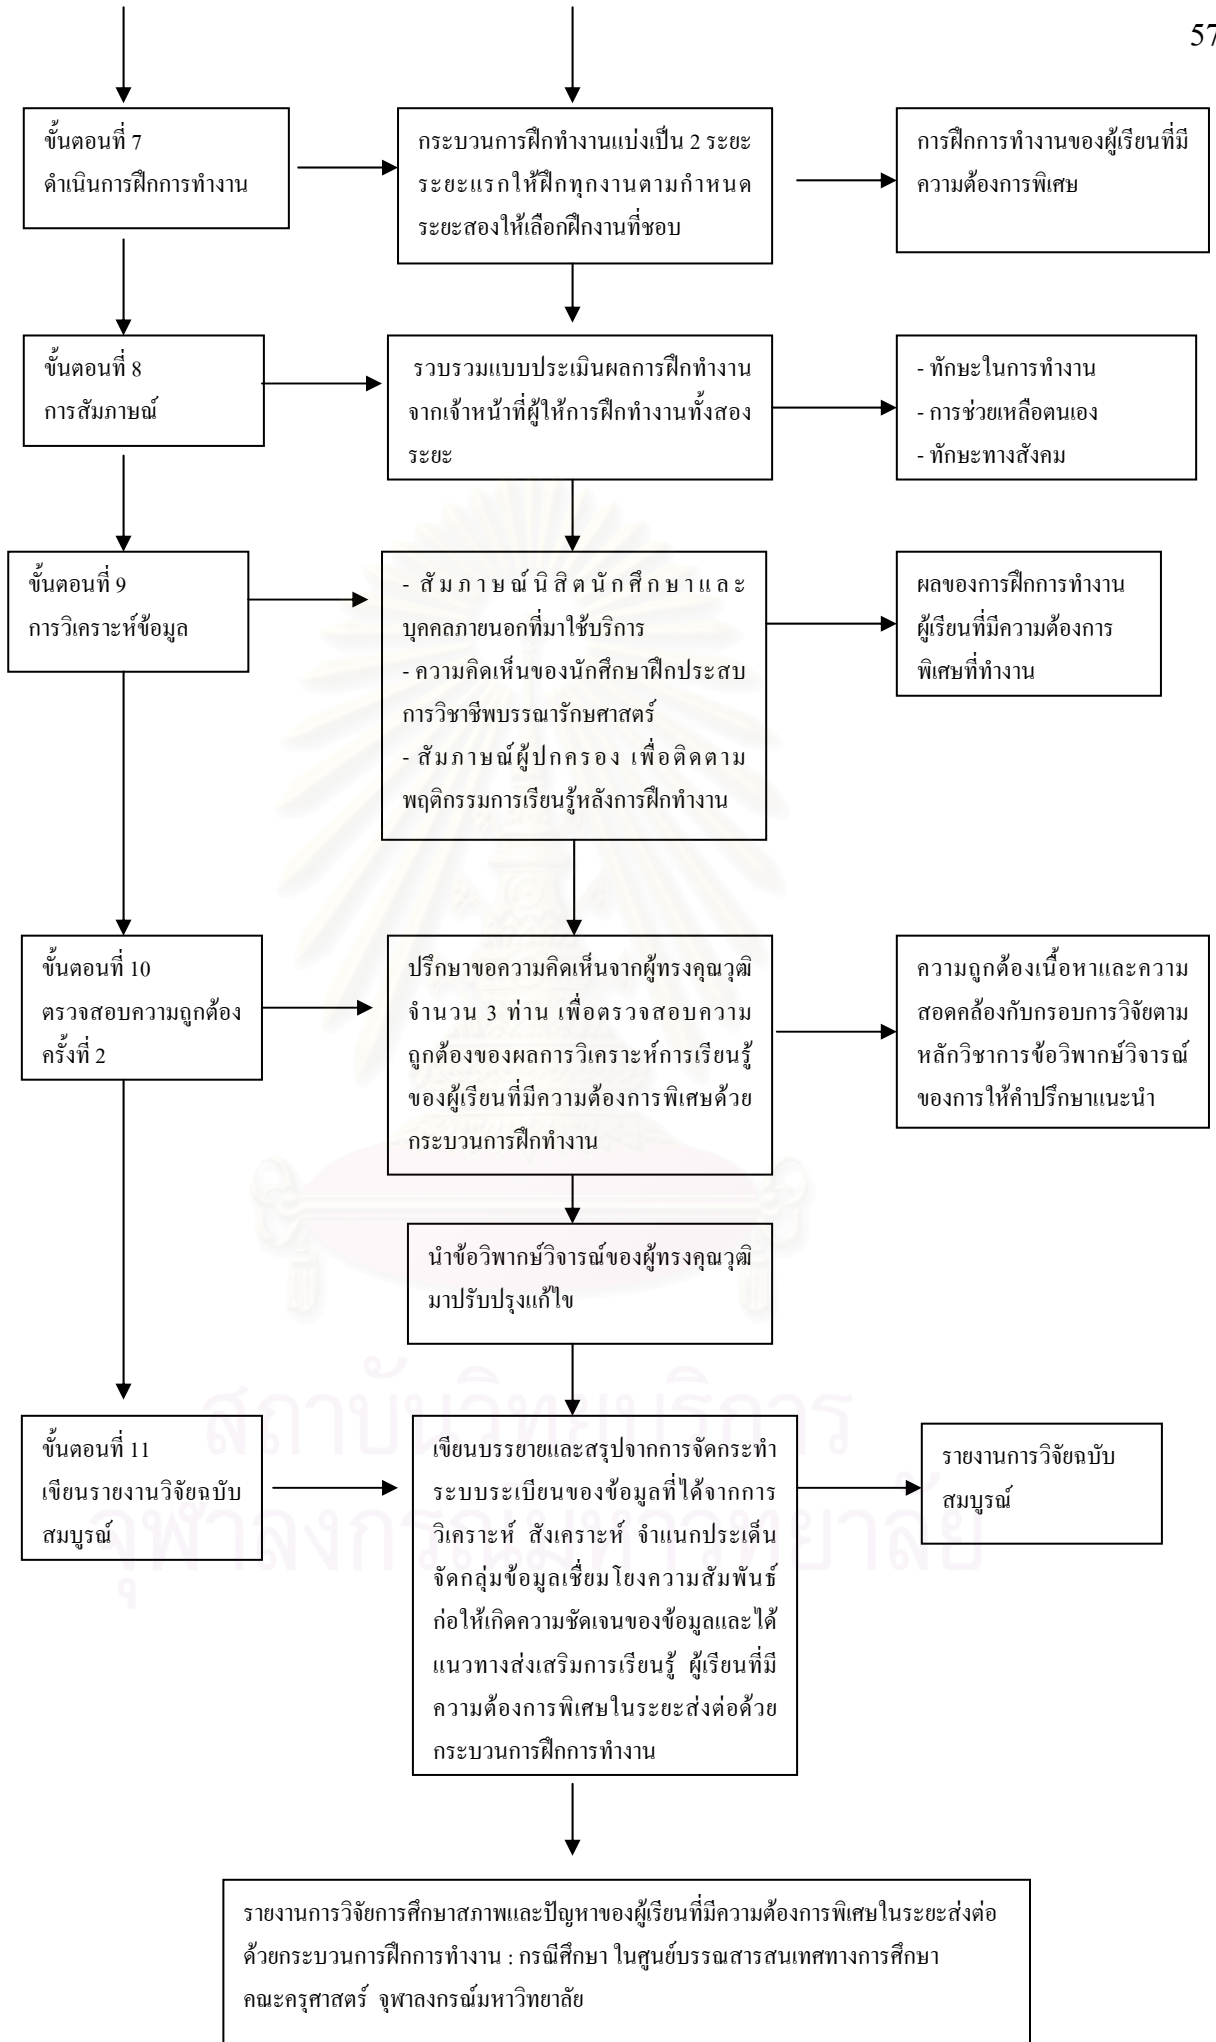 57
ขั้นตอนที่ 7
ดำเนินการฝึกการทำงาน
กระบวนการฝึกทำงานแบ่งเป็น 2 ระยะ
ระยะแรกให้ฝึกทุกงานตามกำหนด
ระยะสองให้เลือกฝึกงานที่ชอบ
การฝึกการทำงานของผู้เรียนที่มี
ความต้องการพิเศษ
ขั้นตอนที่ 8
การสัมภาษณ์
รวบรวมแบบประเมินผลการฝึกทำงาน
จากเจ้าหน้าที่ผู้ให้การฝึกทำงานทั้งสอง
ระยะ
- ทักษะในการทำงาน
- การช่วยเหลือตนเอง
- ทักษะทางสังคม
ขั้นตอนที่ 9
การวิเคราะห์ข้อมูล
- สัมภาษณ์นิสิตนักศึกษาและ
บุคคลภายนอกที่มาใช้บริการ
- ความคิดเห็นของนักศึกษาฝึกประสบ
การวิชาชีพบรรณารักษศาสตร์
- สัมภาษณ์ผู้ปกครอง เพื่อติดตาม
พฤติกรรมการเรียนรู้หลังการฝึกทำงาน
ผลของการฝึกการทำงาน
ผู้เรียนที่มีความต้องการ
พิเศษที่ทำงาน
ขั้นตอนที่ 10
ตรวจสอบความถูกต้อง
ครั้งที่ 2
ปรึกษาขอความคิดเห็นจากผู้ทรงคุณวุฒิ
จำนวน 3 ท่าน เพื่อตรวจสอบความ
ถูกต้องของผลการวิเคราะห์การเรียนรู้
ของผู้เรียนที่มีความต้องการพิเศษด้วย
กระบวนการฝึกทำงาน
ความถูกต้องเนื้อหาและความ
สอดคล้องกับกรอบการวิจัยตาม
หลักวิชาการข้อวิพากษ์วิจารณ์
ของการให้คำปรึกษาแนะนำ
นำข้อวิพากษ์วิจารณ์ของผู้ทรงคุณวุฒิ
มาปรับปรุงแก้ไข
ขั้นตอนที่ 11
เขียนรายงานวิจัยฉบับ
สมบูรณ์
เขียนบรรยายและสรุปจากการจัดกระทำ
ระบบระเบียนของข้อมูลที่ได้จากการ
วิเคราะห์ สังเคราะห์ จำแนกประเด็น
จัดกลุ่มข้อมูลเชื่อมโยงความสัมพันธ์
ก่อให้เกิดความชัดเจนของข้อมูลและได้
แนวทางส่งเสริมการเรียนรู้ ผู้เรียนที่มี
ความต้องการพิเศษในระยะส่งต่อด้วย
กระบวนการฝึกการทำงาน
รายงานการวิจัยฉบับ
สมบูรณ์
สถาบันวิทยบริการ
จุฬาลงกรณ์มหาวิทยาลัย
รายงานการวิจัยการศึกษาสภาพและปัญหาของผู้เรียนที่มีความต้องการพิเศษในระยะส่งต่อ
ด้วยกระบวนการฝึกการทำงาน : กรณีศึกษา ในศูนย์บรรณสารสนเทศทางการศึกษา
คณะครุศาสตร์ จุฬาลงกรณ์มหาวิทยาลัย